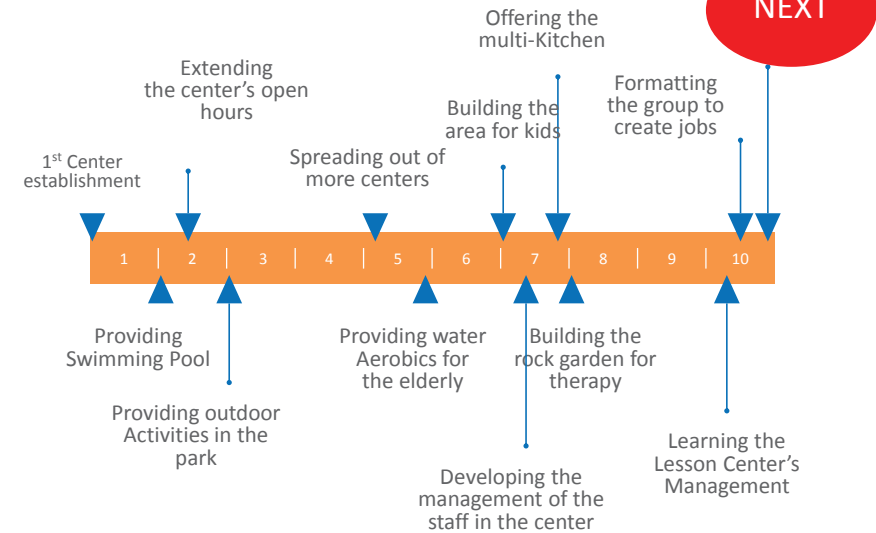 NEXT
Offering the
multi-Kitchen
Extending
the center’s open
hours
Formatting
the group to
create jobs
Building the
area for kids
1st Center
establishment
Spreading out of
more centers
1 | 2 | 3 | 4 | 5 | 6 | 7 | 8 | 9 | 10
Providing
Swimming Pool
Providing water
Aerobics for
the elderly
Building the
rock garden for
therapy
Providing outdoor
Activities in the
park
Learning the
Lesson Center’s
Management
Developing the
management of the
staff in the center